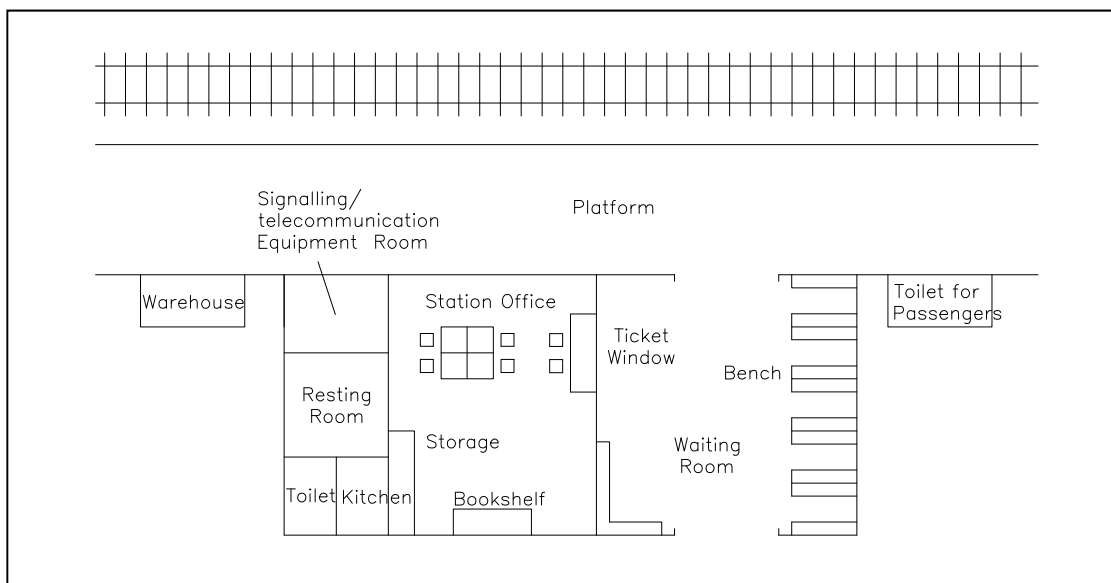 Signalling/
telecommunication
Equipment Room
Platform
Warehouse
Station Office
Toilet for
Passengers
Ticket
Window
Bench
Resting
Room
Storage
Waiting
Room
Toilet
Kitchen
Bookshelf